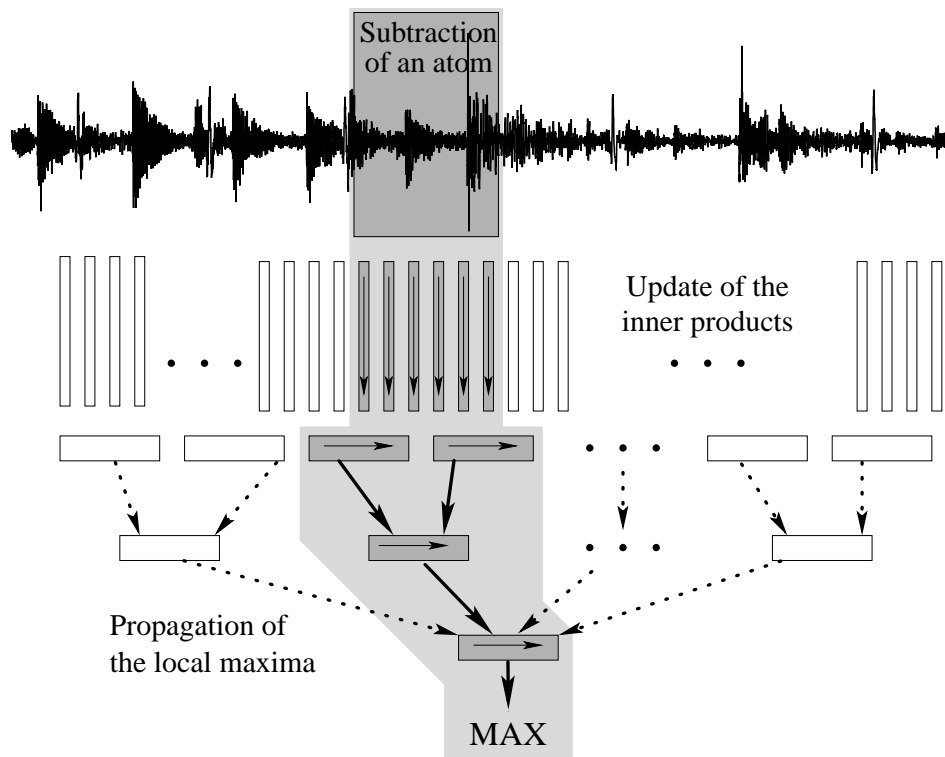 Subtraction
of an atom
Update of the
inner products
Propagation of
the local maxima
MAX